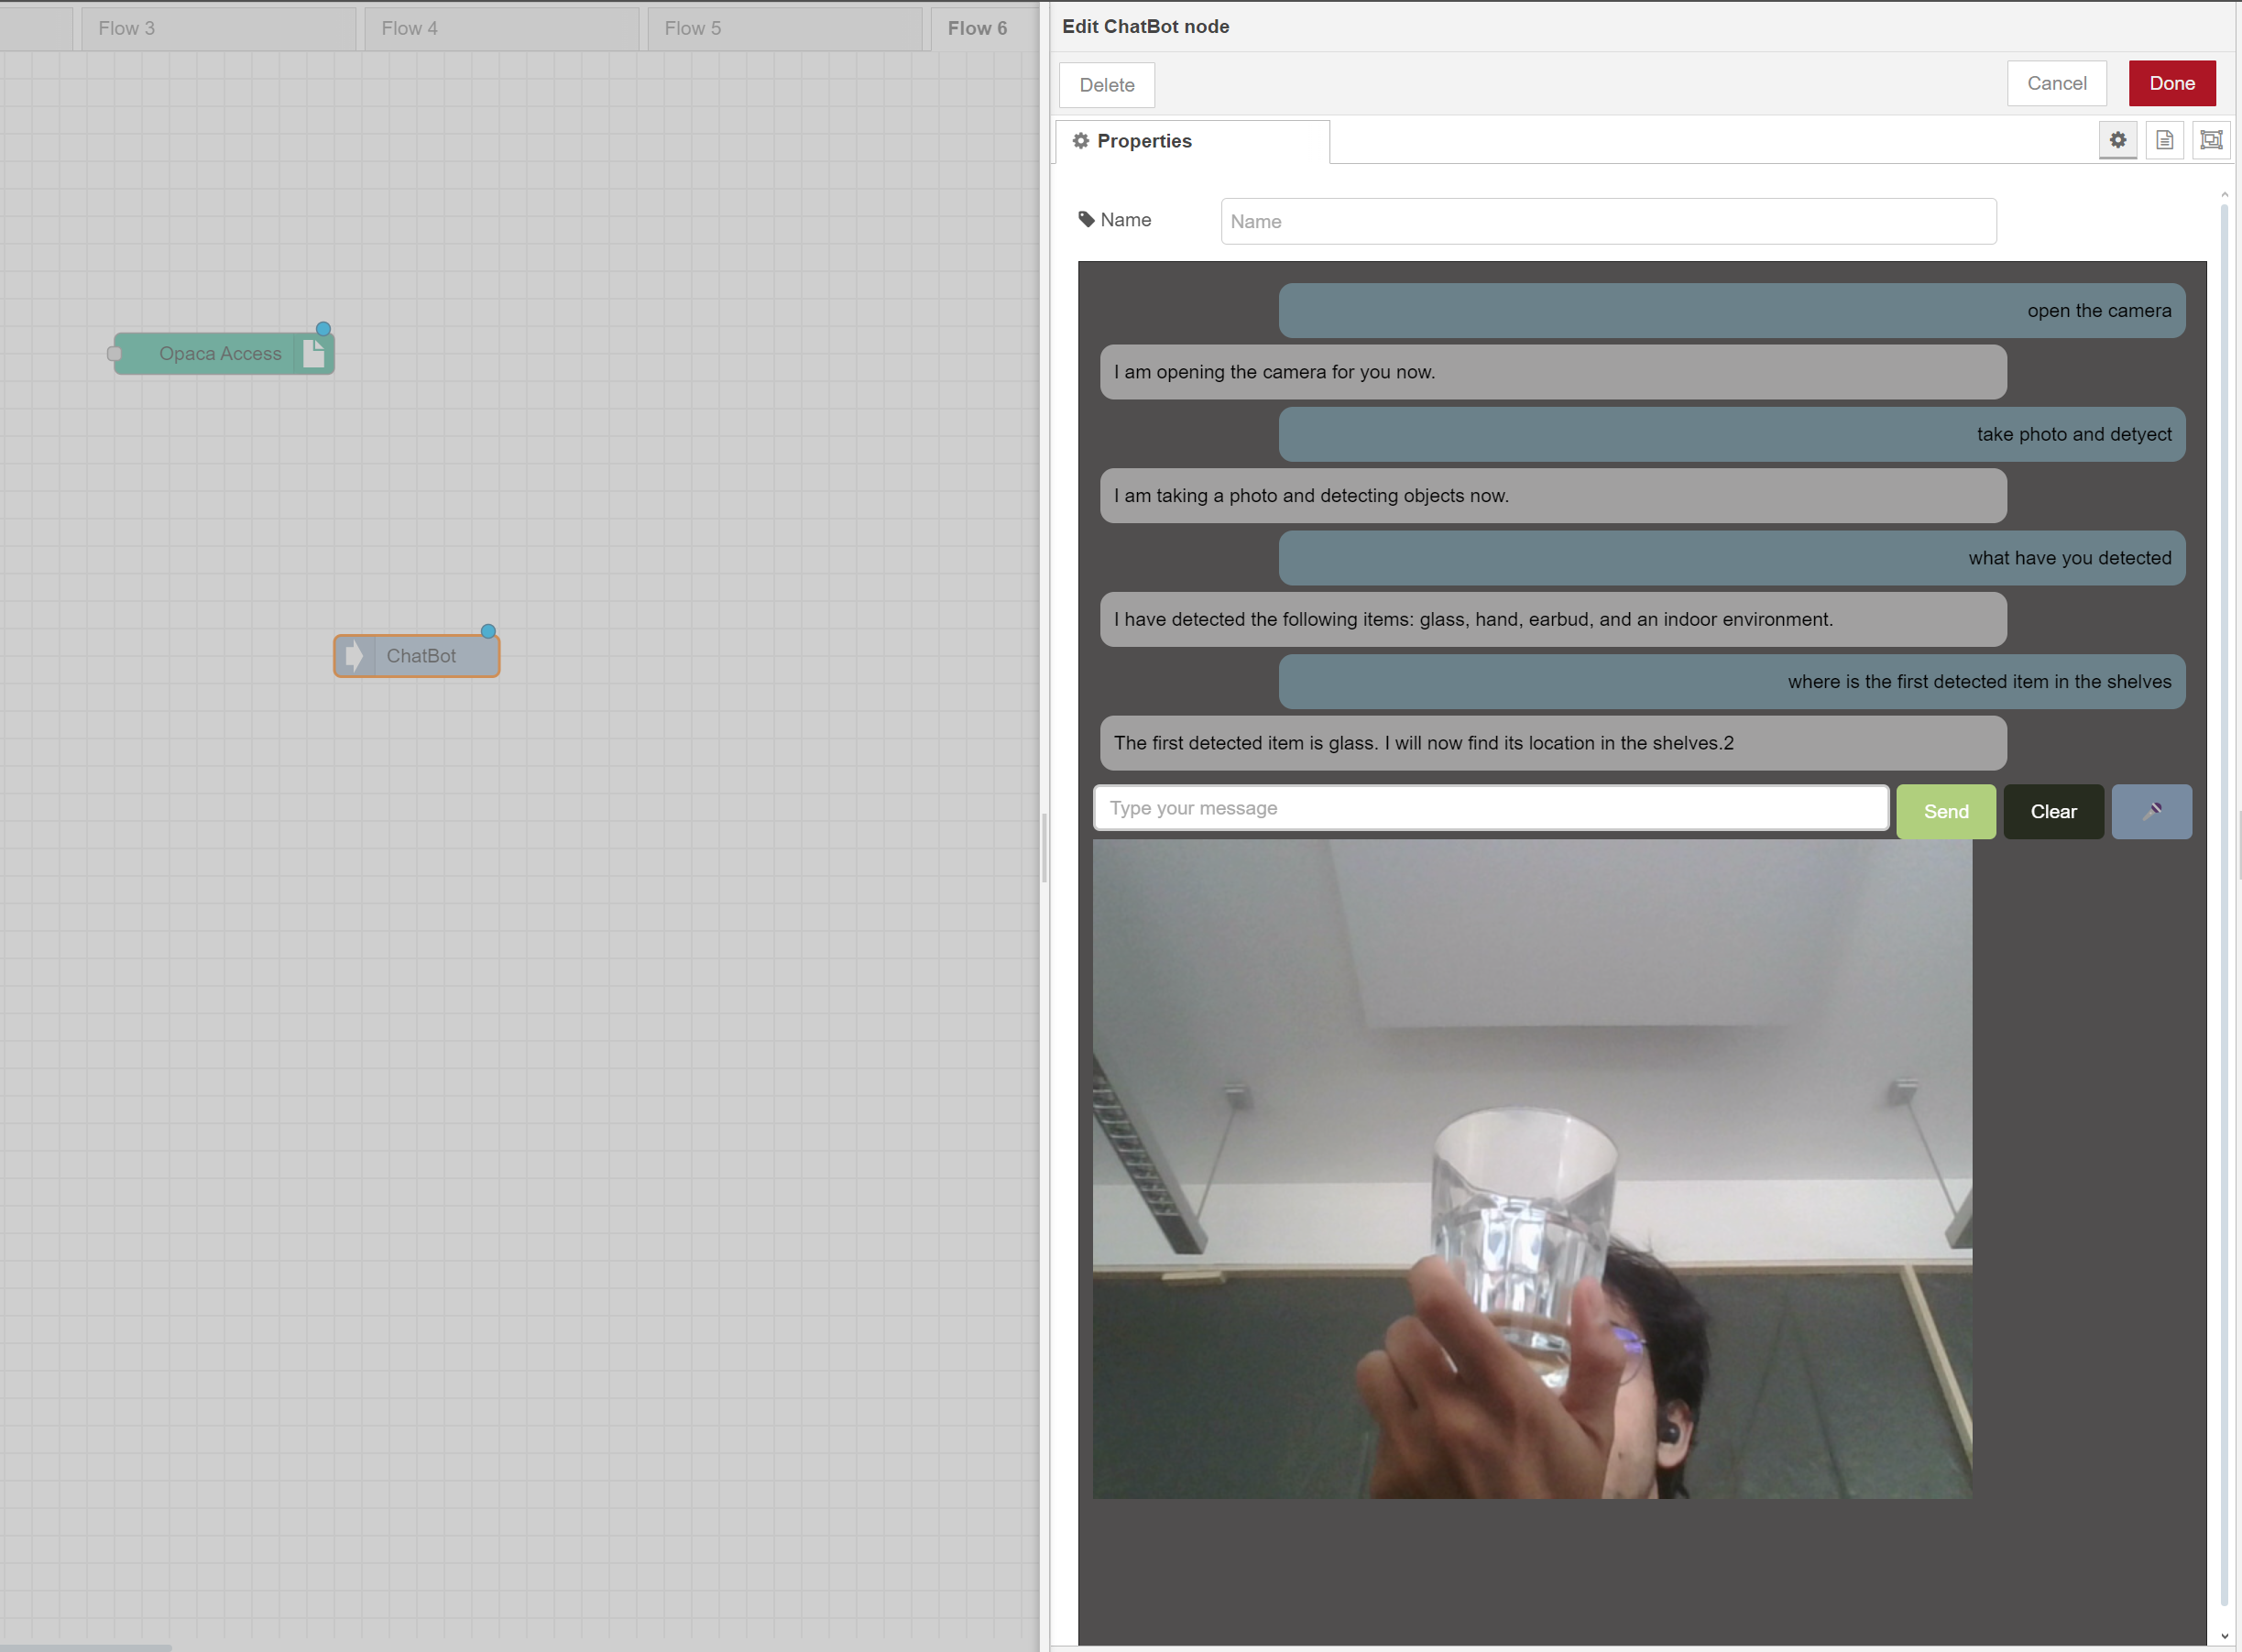 Flow 3
Flow 4
Flow 5
Flow 6
Opaca Access
ChatBot
Edit ChatBot node
Delete
Cancel
Done
Properties
Name
Name
open the camera
I am opening the camera for you now.
take photo and detyect
I am taking a photo and detecting objects now.
what have you detected
I have detected the following items: glass, hand, earbud, and an indoor environment.
where is the first detected item in the shelves
The first detected item is glass. I will now find its location in the shelves.2
Type your message
Send
Clear